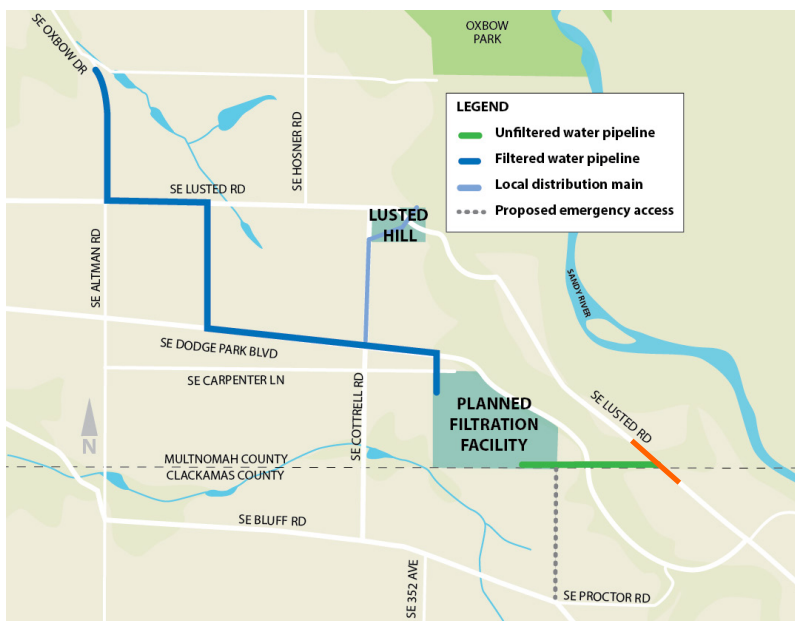 OXBOW
PARK
SE OXBOW DR
LEGEND
Unfiltered water pipeline
Filtered water pipeline
Local distribution main
Proposed emergency access
SE HOSNER RD
SE LUSTED RD
LUSTED
HILL
SE ALTMAN RD
SANDY RIVER
SE DODGE PARK BLVD
SE CARPENTER LN
SE COTTRELL RD
PLANNED
FILTRATION
FACILITY
SE LUSTED RD
N
MULTNOMAH COUNTY
CLACKAMAS COUNTY
SE BLUFF RD
SE 352 AVE
SE PROCTOR RD